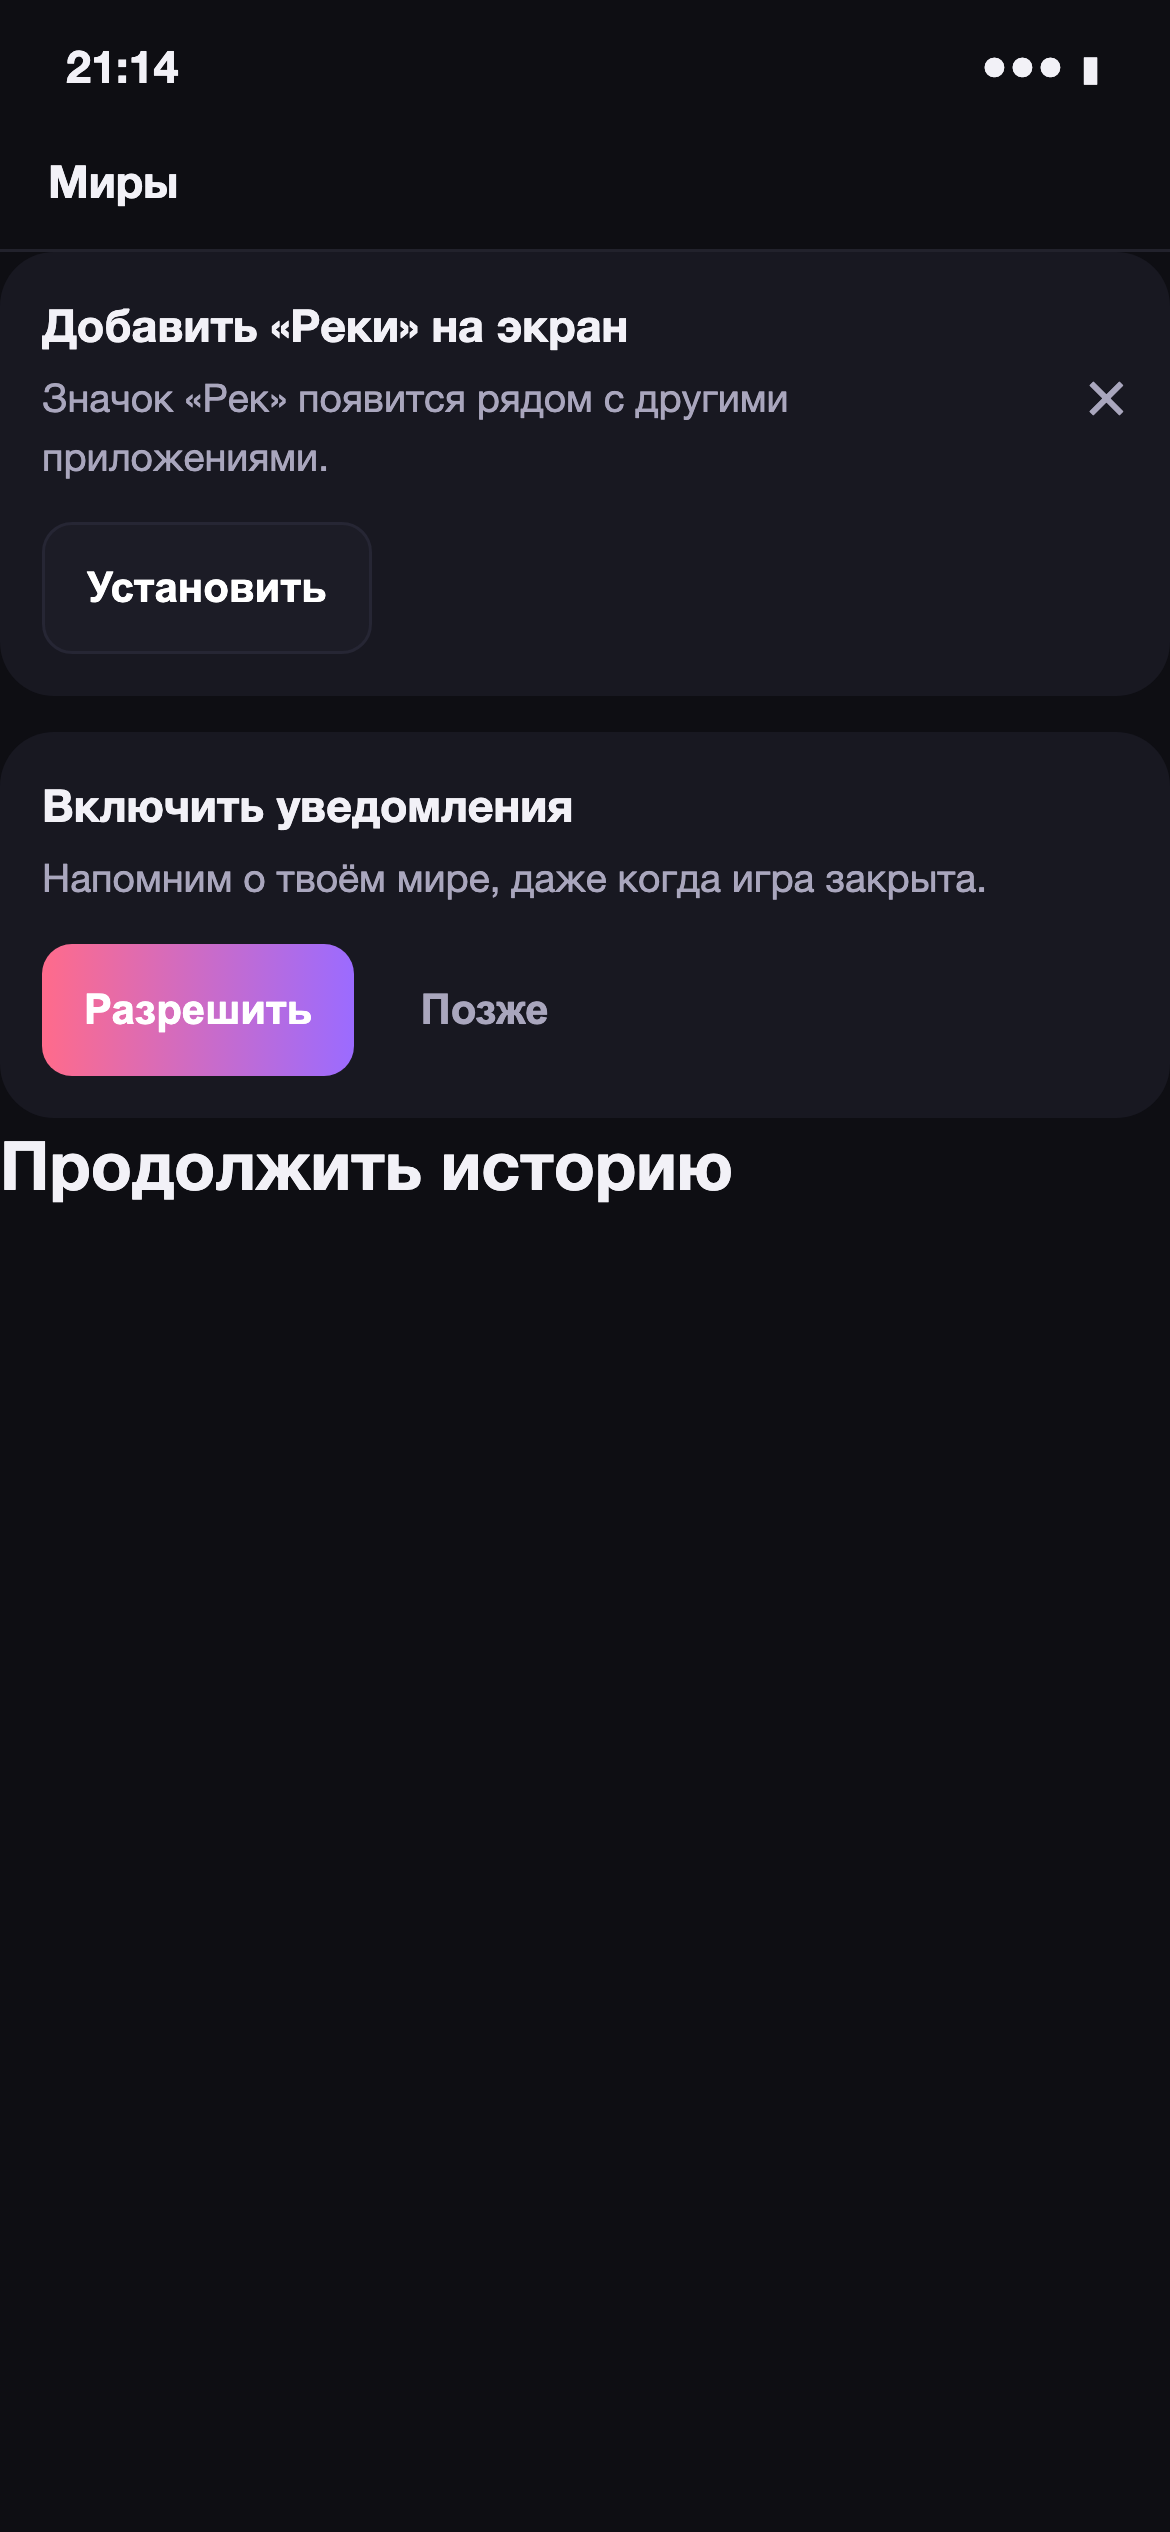 21:14
Миры
Добавить «Реки» на экран
Значок «Рек» появится рядом с другими
приложениями.
Установить
Включить уведомления
Напомним о твоём мире, даже когда игра закрыта.
Разрешить
Позже
Продолжить историю